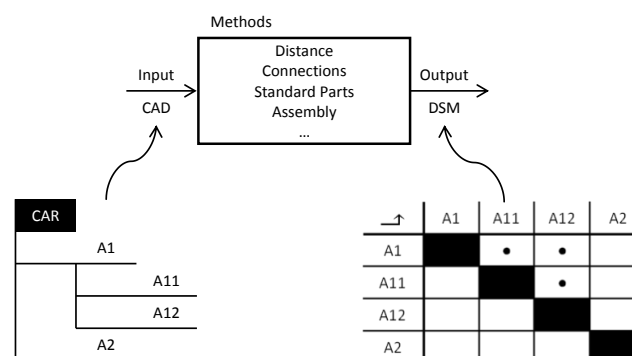 Methods
Distance
Connections
Standard Parts
Assembly
...
Input
CAD
Output
DSM
CAR
A1
A11
A12
A2
A1 A11 A12 A2
A1
A11
A12
A2